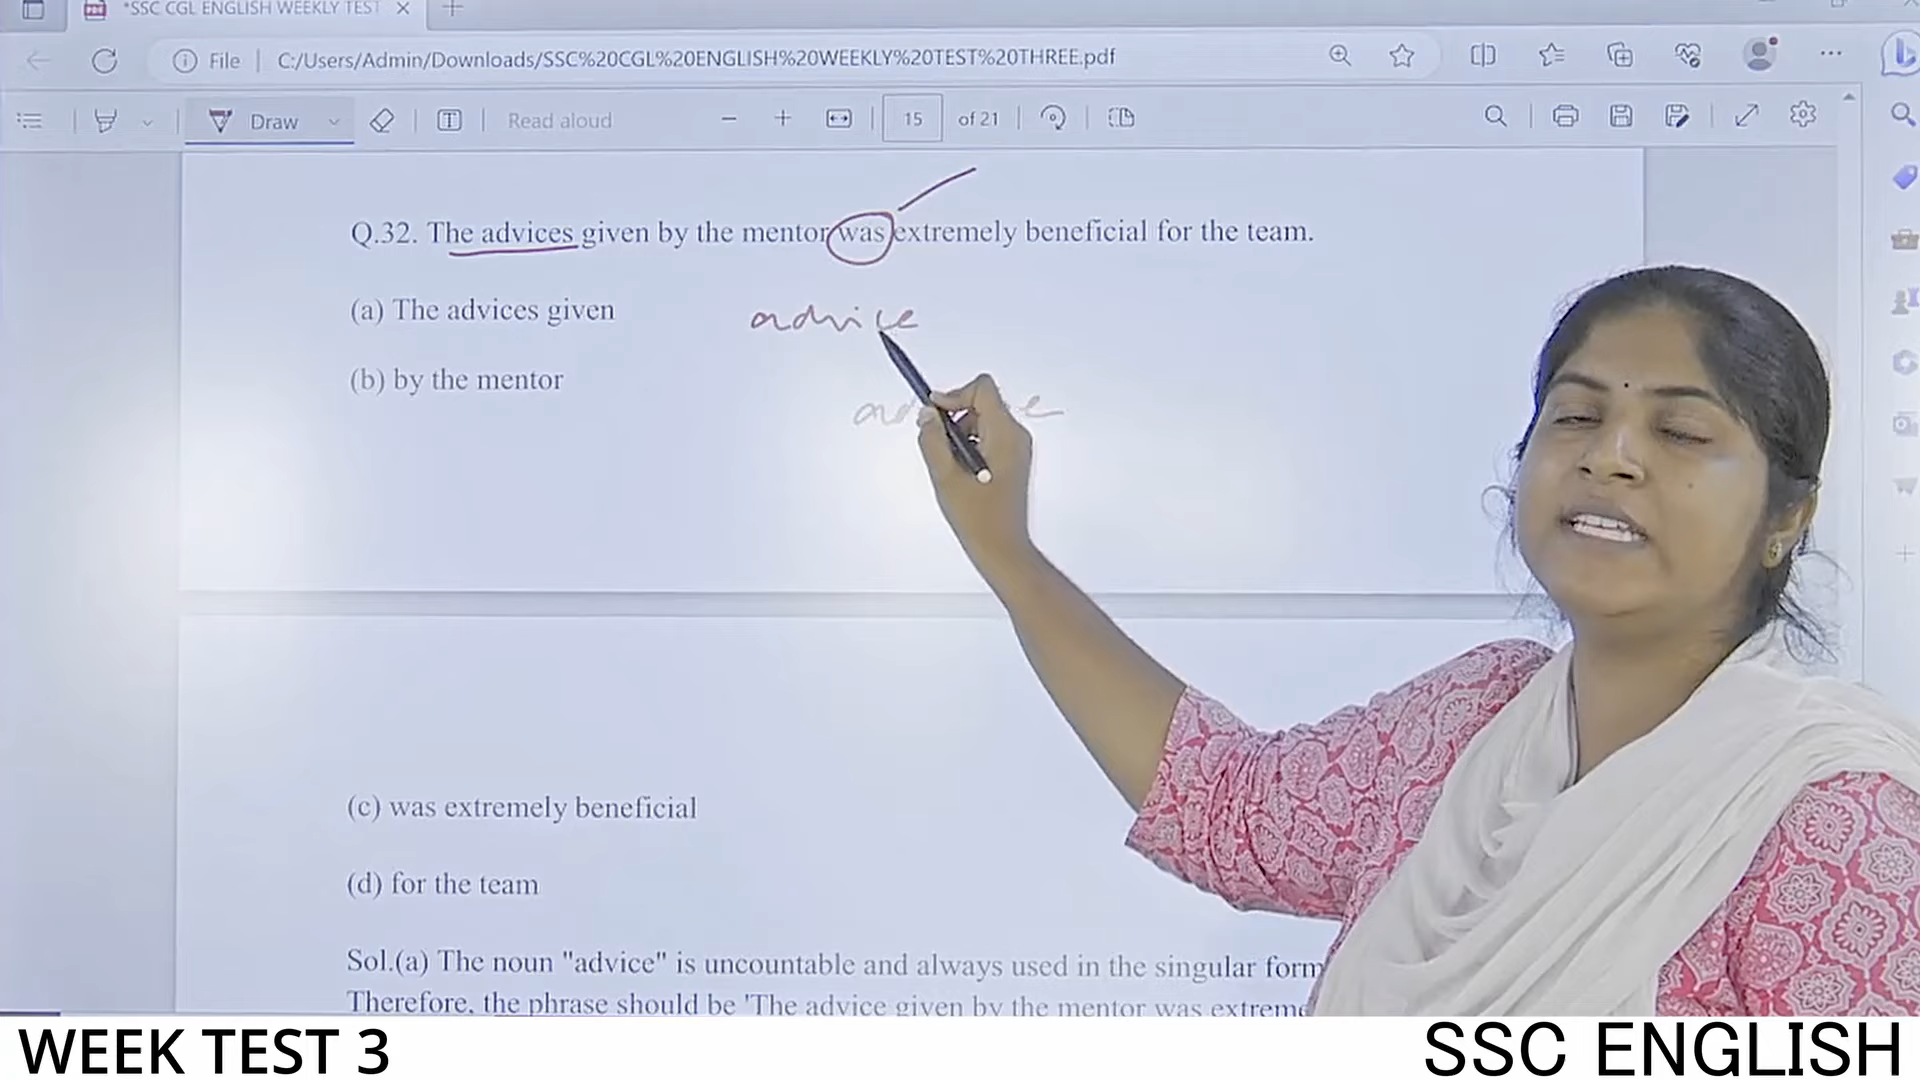 *SSC CGL ENGLISH WEEKLY TEST
File C:/Users/Admin/Downloads/SSC%20CGL%20ENGLISH%20WEEKLY%20TEST%20THREE.pdf
Draw Read aloud 15 of 21
Q.32. The advices given by the mentor was extremely beneficial for the team.
(a) The advices given
advice
(b) by the mentor
(c) was extremely beneficial
(d) for the team
Sol.(a) The noun "advice" is uncountable and always used in the singular form
Therefore, the phrase should be 'The advice given by the mentor was extreme
WEEK TEST 3
SSC ENGLISH